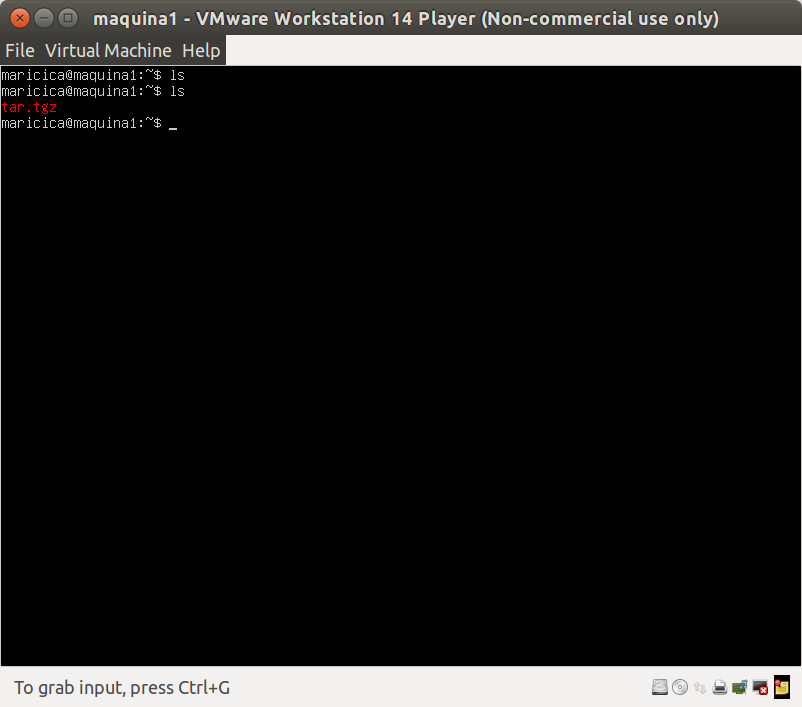 maquina1 - VMware Workstation 14 Player (Non-commercial use only)
File Virtual Machine Help
maricica@maquina1:~$ ls
maricica@maquina1:~$ ls
tar.tgz
maricica@maquina1:~$ _
To grab input, press Ctrl+G